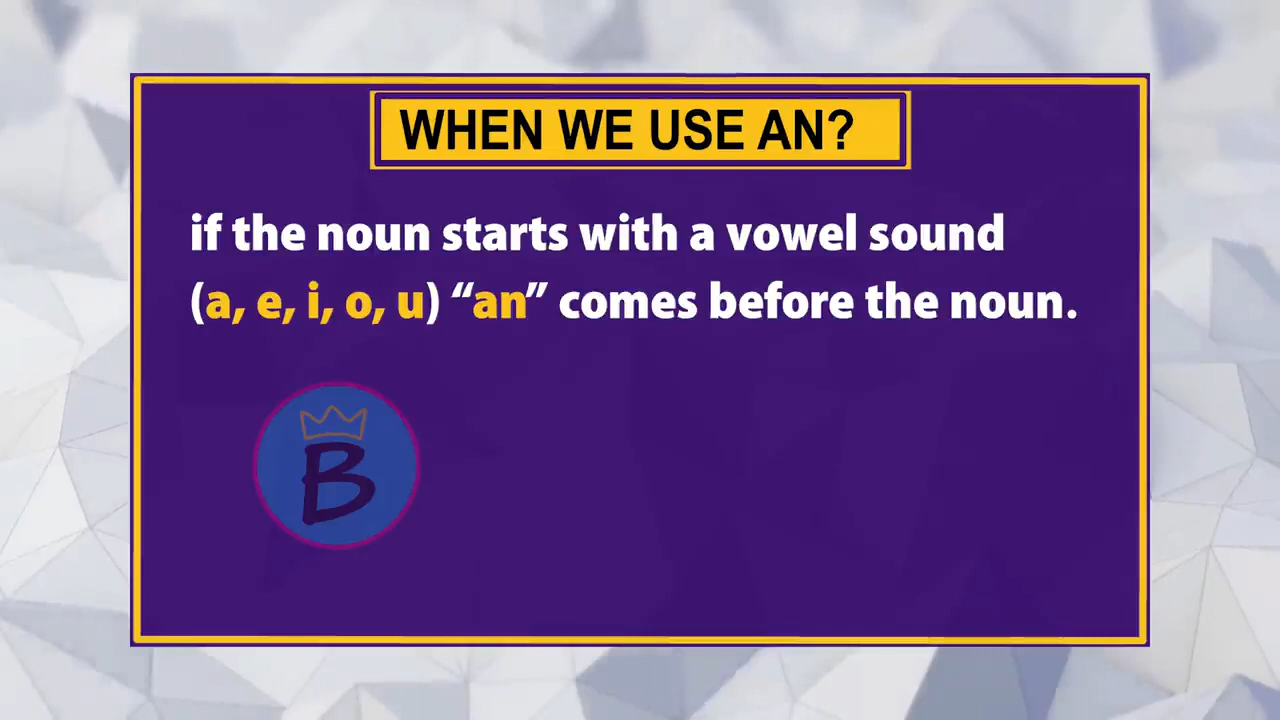 WHEN WE USE AN?
if the noun starts with a vowel sound
(a, e, i, o, u) “an” comes before the noun.
B